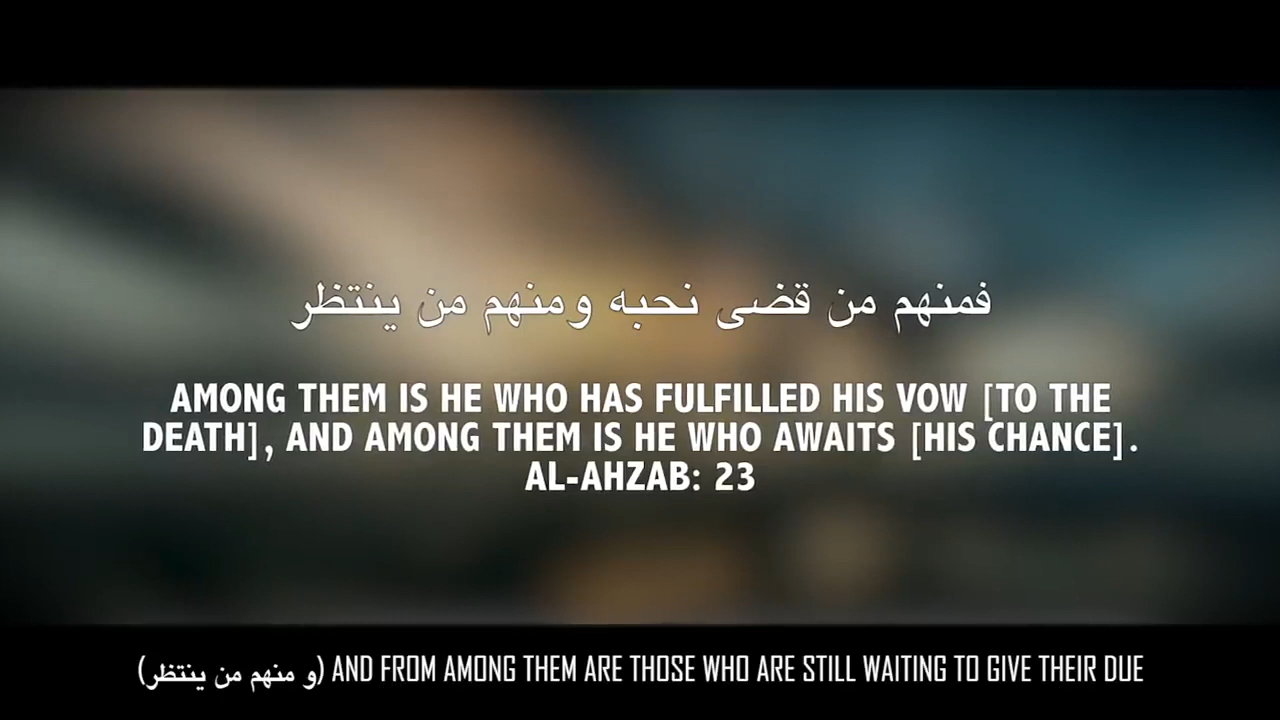 فمنهم من قضى نحبه ومنهم من ينتظر
AMONG THEM IS HE WHO HAS FULFILLED HIS VOW [TO THE
DEATH], AND AMONG THEM IS HE WHO AWAITS [HIS CHANCE].
AL-AHZAB: 23
(و منهم من ينتظر) AND FROM AMONG THEM ARE THOSE WHO ARE STILL WAITING TO GIVE THEIR DUE